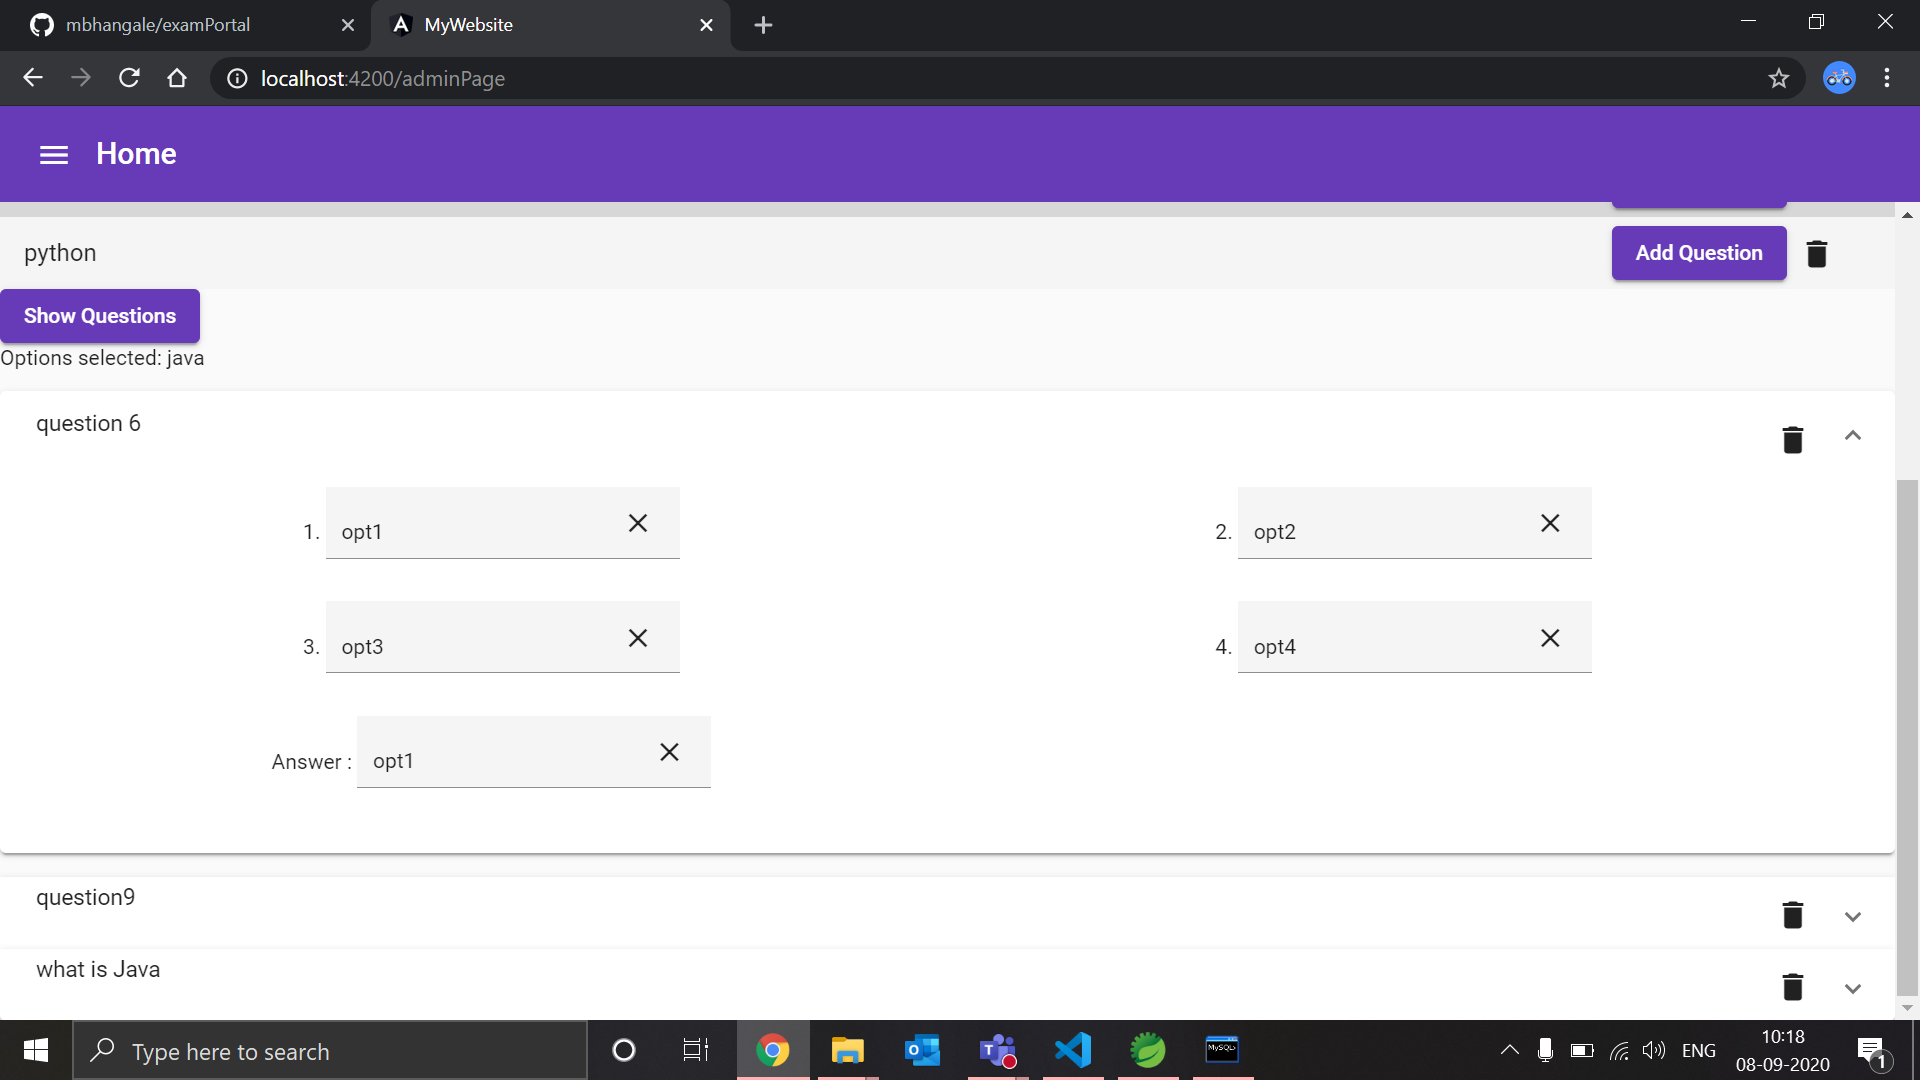 mbhangale/examPortal
MyWebsite
localhost:4200/adminPage
Home
python
Add Question
Show Questions
Options selected: java
question 6
1. opt1
2. opt2
3. opt3
4. opt4
Answer : opt1
question9
what is Java
Type here to search
MySQL>
ENG
10:18
08-09-2020
1